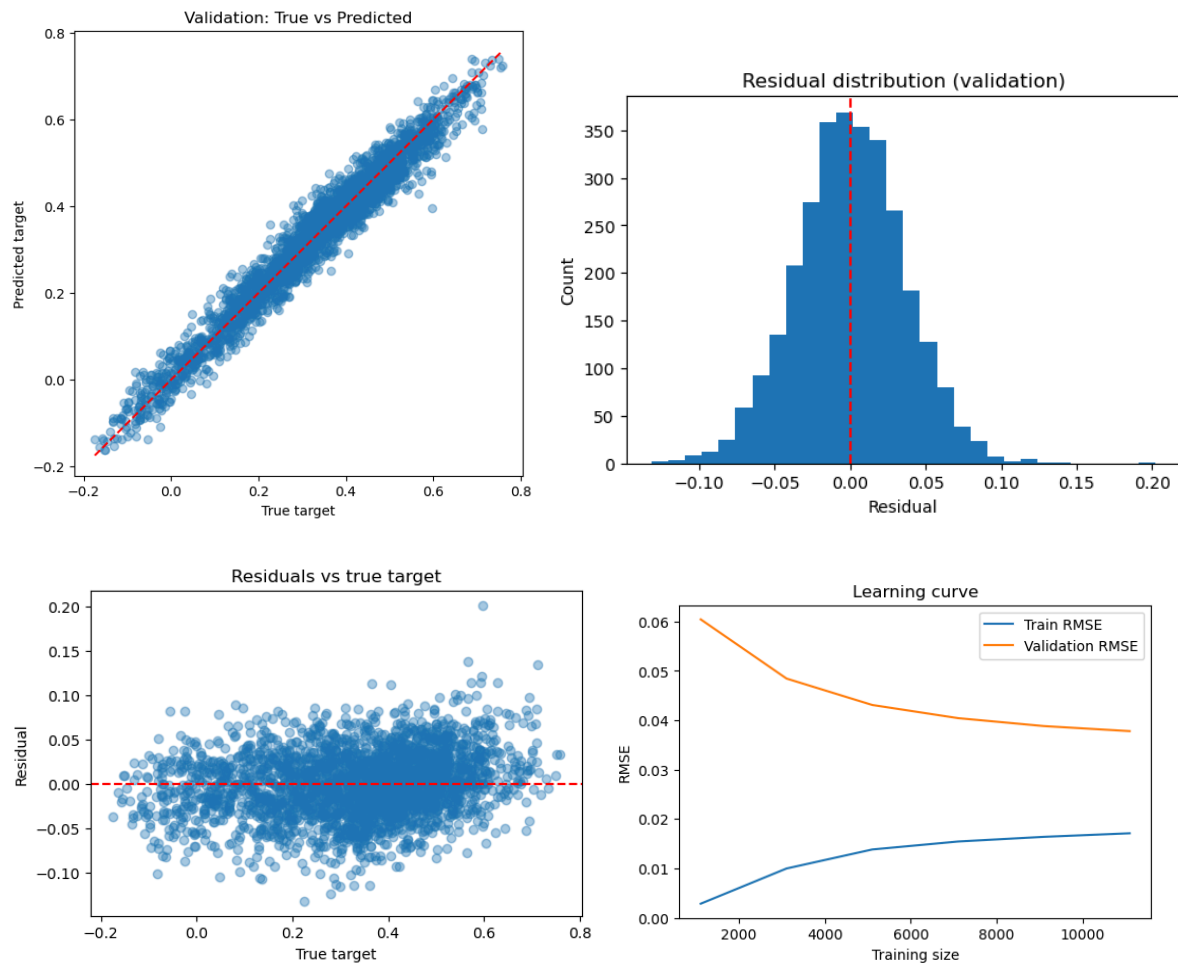 Validation: True vs Predicted
0.8
0.6
0.4
0.2
0.0
−0.2
Predicted target
−0.2 0.0 0.2 0.4 0.6 0.8
True target
Residual distribution (validation)
350
300
250
200
150
100
50
0
Count
−0.10 −0.05 0.00 0.05 0.10 0.15 0.20
Residual
Residuals vs true target
0.20
0.15
0.10
0.05
0.00
−0.05
−0.10
Residual
−0.2 0.0 0.2 0.4 0.6 0.8
True target
Learning curve
Train RMSE
Validation RMSE
0.06
0.05
0.04
0.03
0.02
0.01
0.00
RMSE
2000 4000 6000 8000 10000
Training size